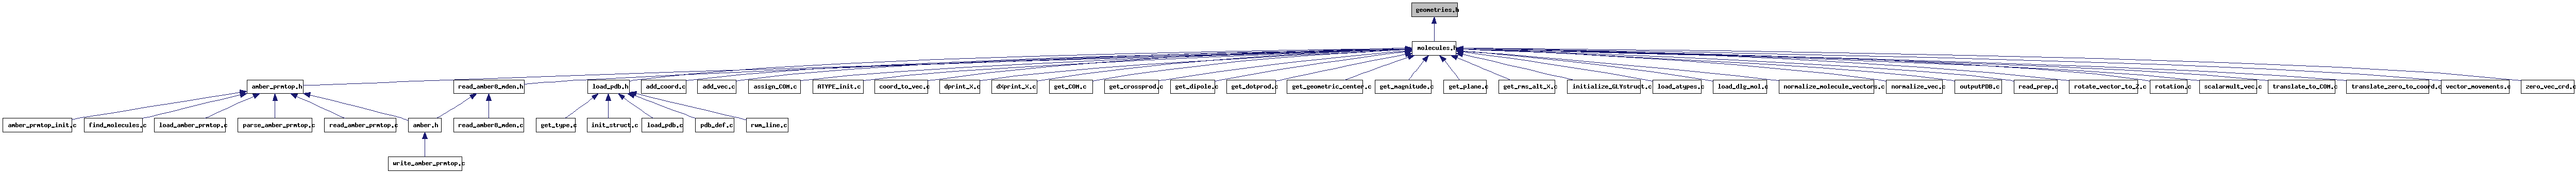 geometries.h
molecules.h
amber_prmtop.h
read_amber8_mden.h
load_pdb.h
add_coord.c
add_vec.c
assign_COM.c
ATYPE_init.c
coord_to_vec.c
dprint_X.c
dXprint_X.c
get_COM.c
get_crossprod.c
get_dipole.c
get_dotprod.c
get_geometric_center.c
get_magnitude.c
get_plane.c
get_rms_alt_X.c
initialize_GLYstruct.c
load_atypes.c
load_dlg_mol.c
normalize_molecule_vectors.c
normalize_vec.c
outputPDB.c
read_prep.c
rotate_vector_to_Z.c
rotation.c
scalarmult_vec.c
translate_to_COM.c
translate_zero_to_coord.c
vector_movements.c
zero_vec_crd.c
amber_prmtop_init.c
find_molecules.c
load_amber_prmtop.c
parse_amber_prmtop.c
read_amber_prmtop.c
amber.h
read_amber8_mden.c
get_type.c
init_struct.c
load_pdb.c
pdb_def.c
rwm_line.c
write_amber_prmtop.c